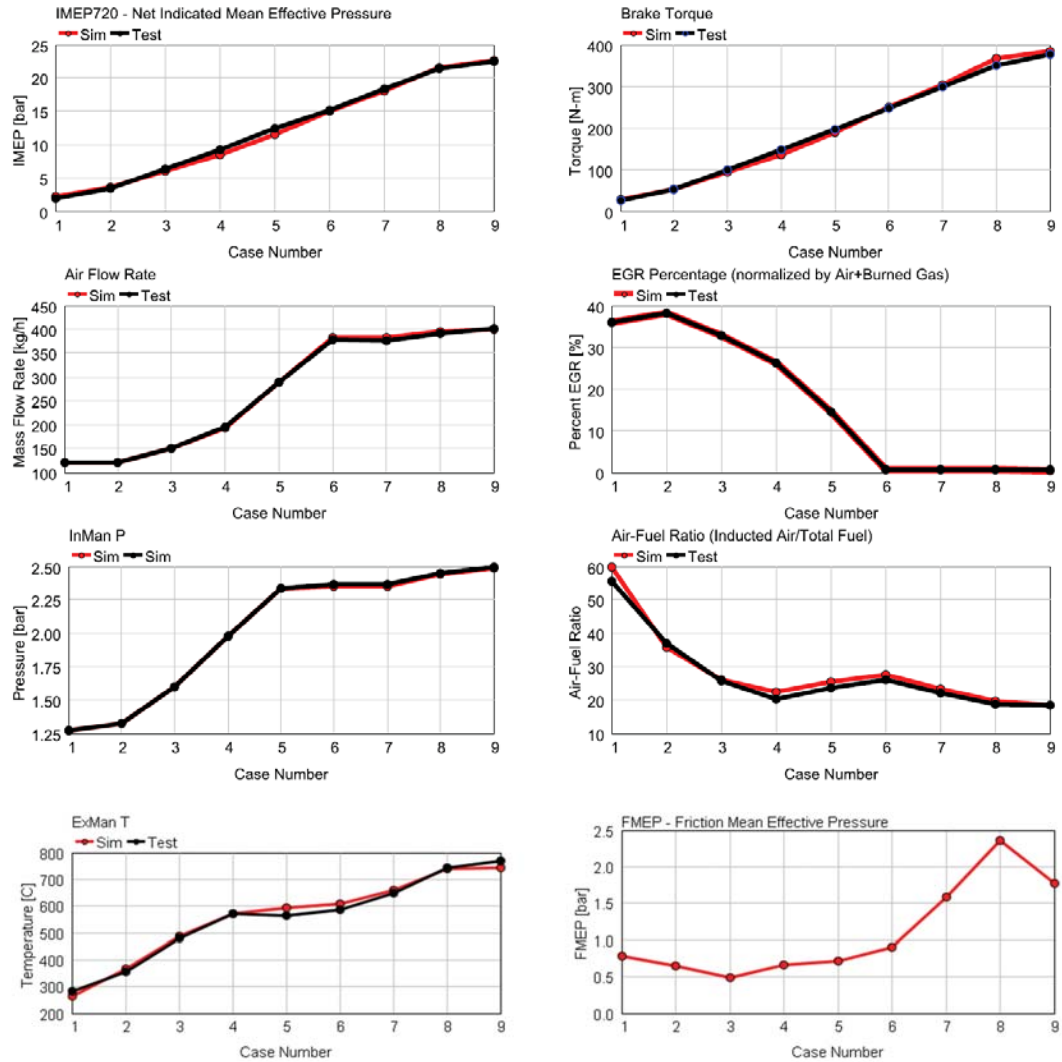 IMEP720 - Net Indicated Mean Effective Pressure
Sim Test
IMEP [bar]
25
20
15
10
5
0
1 2 3 4 5 6 7 8 9
Case Number
Brake Torque
Sim Test
Torque [N-m]
400
300
200
100
0
1 2 3 4 5 6 7 8 9
Case Number
Air Flow Rate
Sim Test
Mass Flow Rate [kg/h]
450
400
350
300
250
200
150
100
1 2 3 4 5 6 7 8 9
Case Number
EGR Percentage (normalized by Air+Burned Gas)
Sim Test
Percent EGR [%]
40
30
20
10
0
1 2 3 4 5 6 7 8 9
Case Number
InMan P
Sim Sim
Pressure [bar]
2.50
2.25
2.00
1.75
1.50
1.25
1 2 3 4 5 6 7 8 9
Case Number
Air-Fuel Ratio (Inducted Air/Total Fuel)
Sim Test
Air-Fuel Ratio
60
50
40
30
20
10
1 2 3 4 5 6 7 8 9
Case Number
ExMan T
Sim Test
Temperature [C]
800
700
600
500
400
300
200
1 2 3 4 5 6 7 8 9
Case Number
FMEP - Friction Mean Effective Pressure
FMEP [bar]
2.5
2.0
1.5
1.0
0.5
0.0
1 2 3 4 5 6 7 8 9
Case Number